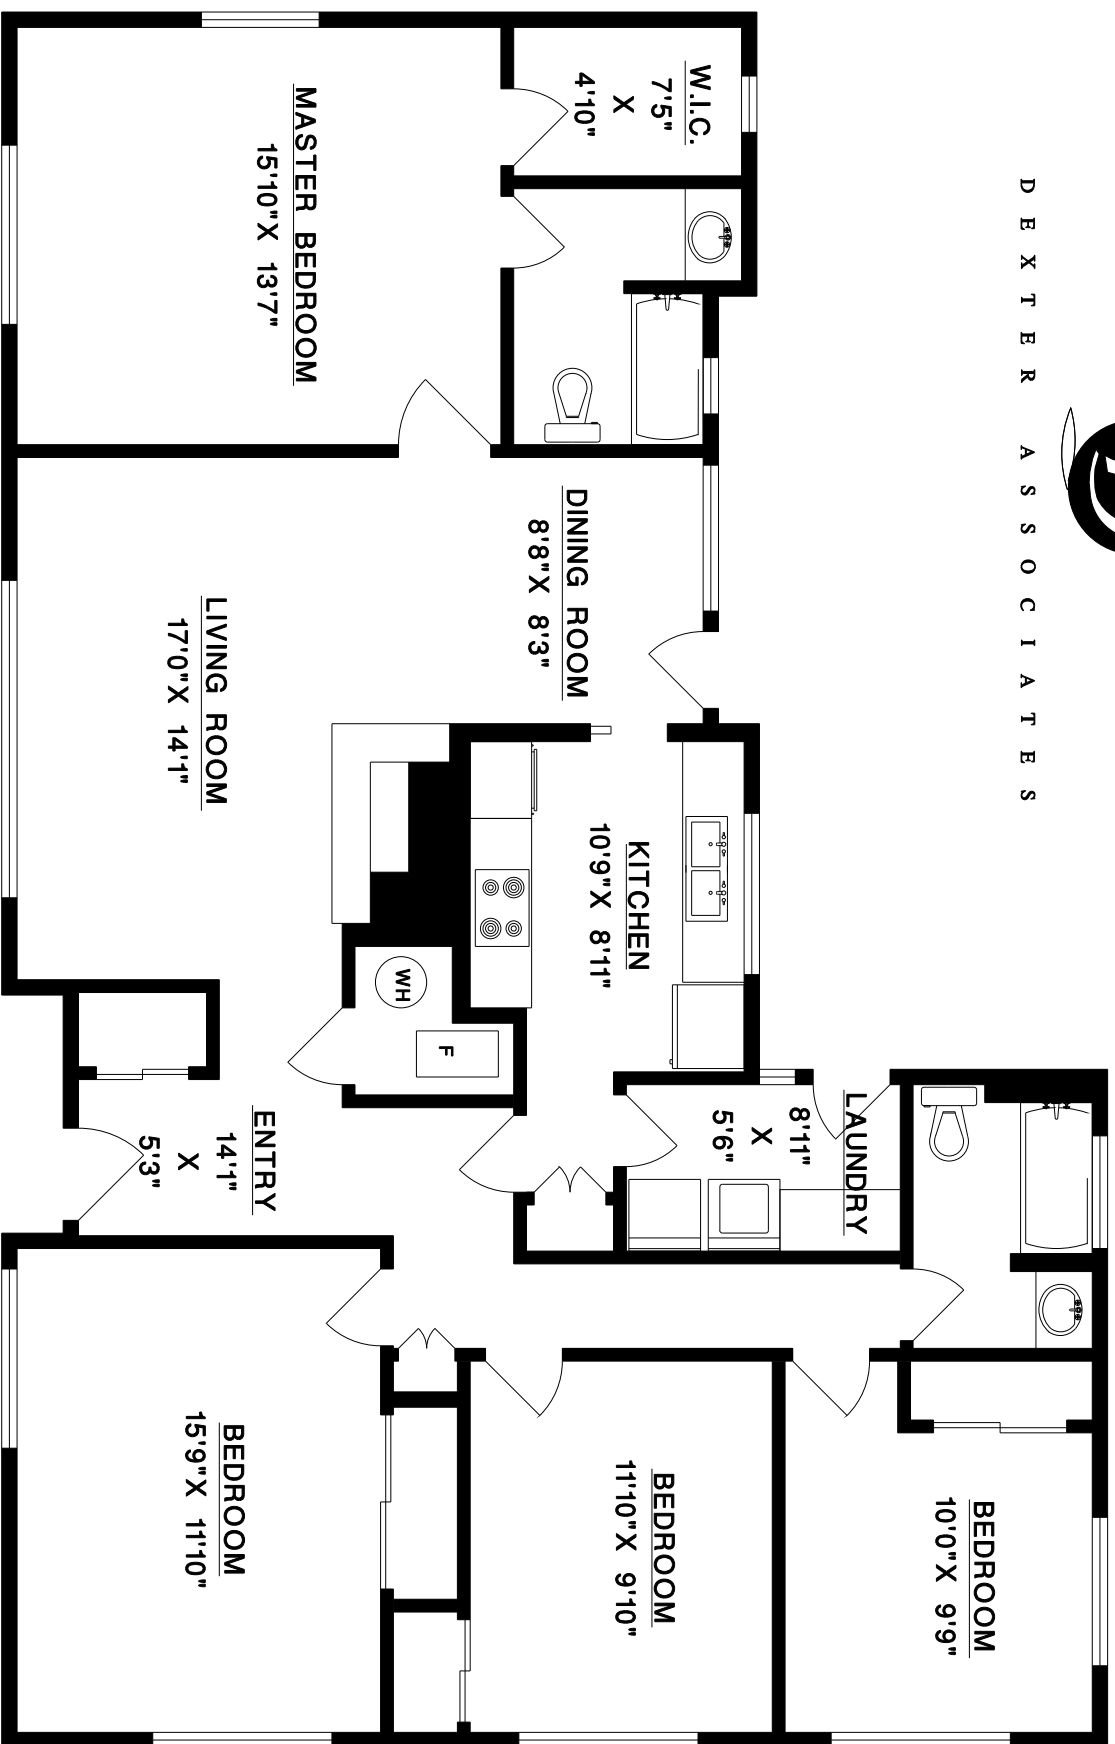 DEXTER ASSOCIATES
W.I.C.
7'5"
X
4'10"
MASTER BEDROOM
15'10"X 13'7"
DINING ROOM
8'8"X 8'3"
LIVING ROOM
17'0"X 14'1"
KITCHEN
10'9"X 8'11"
WH
F
LAUNDRY
8'11"
X
5'6"
ENTRY
14'1"
X
5'3"
BEDROOM
10'0"X 9'9"
BEDROOM
11'10"X 9'10"
BEDROOM
15'9"X 11'10"